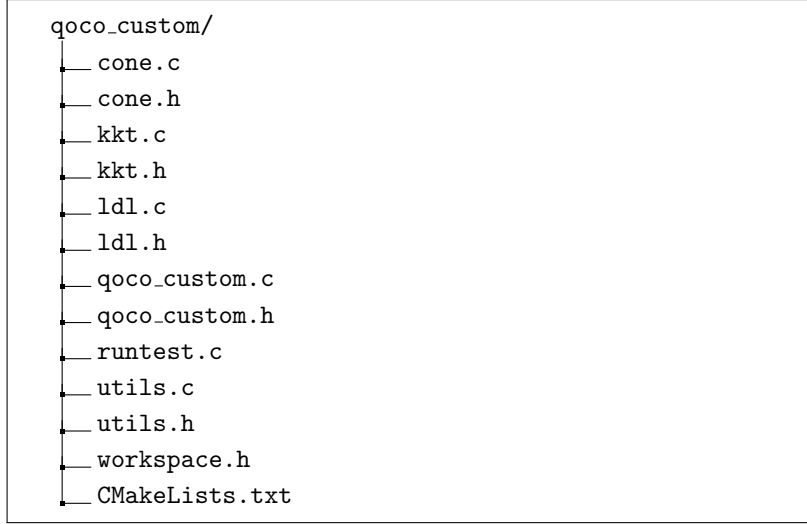 qoco_custom/
cone.c
cone.h
kkt.c
kkt.h
ldl.c
ldl.h
qoco_custom.c
qoco_custom.h
runtest.c
utils.c
utils.h
workspace.h
CMakeLists.txt